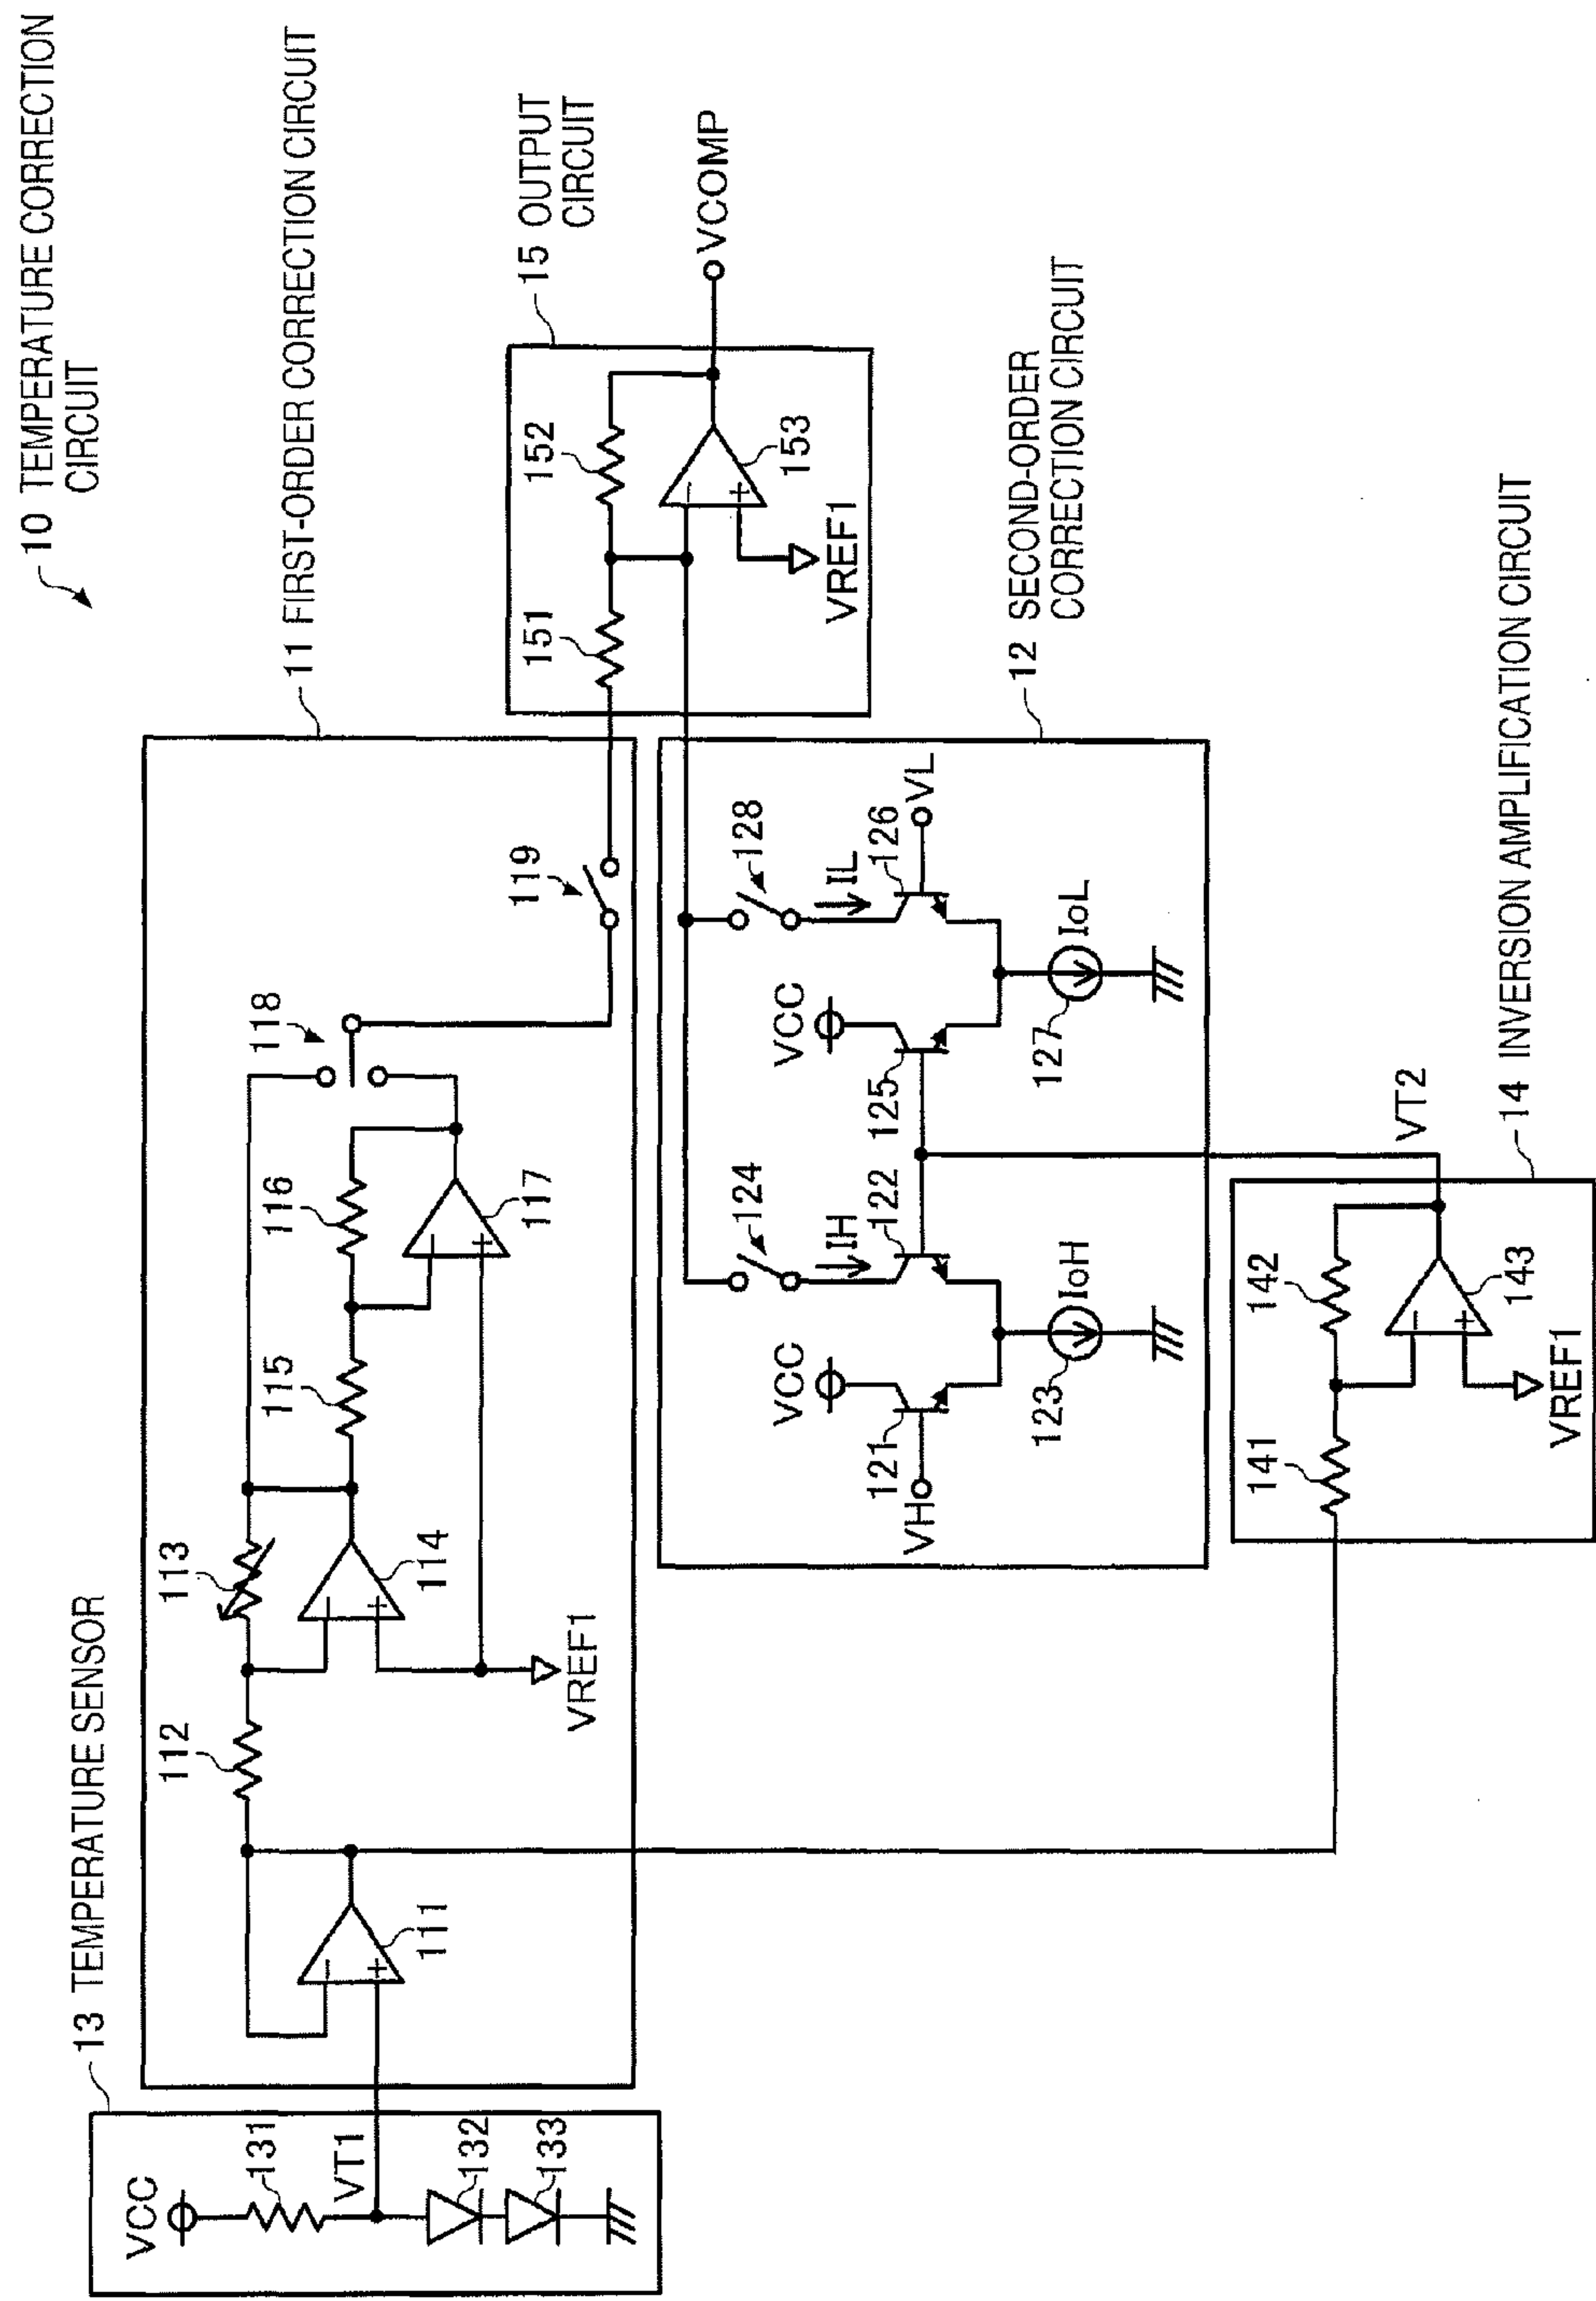 10 TEMPERATURE CORRECTION
CIRCUIT
13 TEMPERATURE SENSOR
VCC
131
VT1
132
133
11 FIRST-ORDER CORRECTION CIRCUIT
111
112
113
114
VREF1
115
116
117
118
119
15 OUTPUT
CIRCUIT
151
152
153
VREF1
VCOMP
12 SECOND-ORDER
CORRECTION CIRCUIT
VH
121
VCC
123
IoH
122
IH
124
125
VCC
127
IoL
126
IL
128
VL
VT2
14 INVERSION AMPLIFICATION CIRCUIT
141
142
143
VREF1